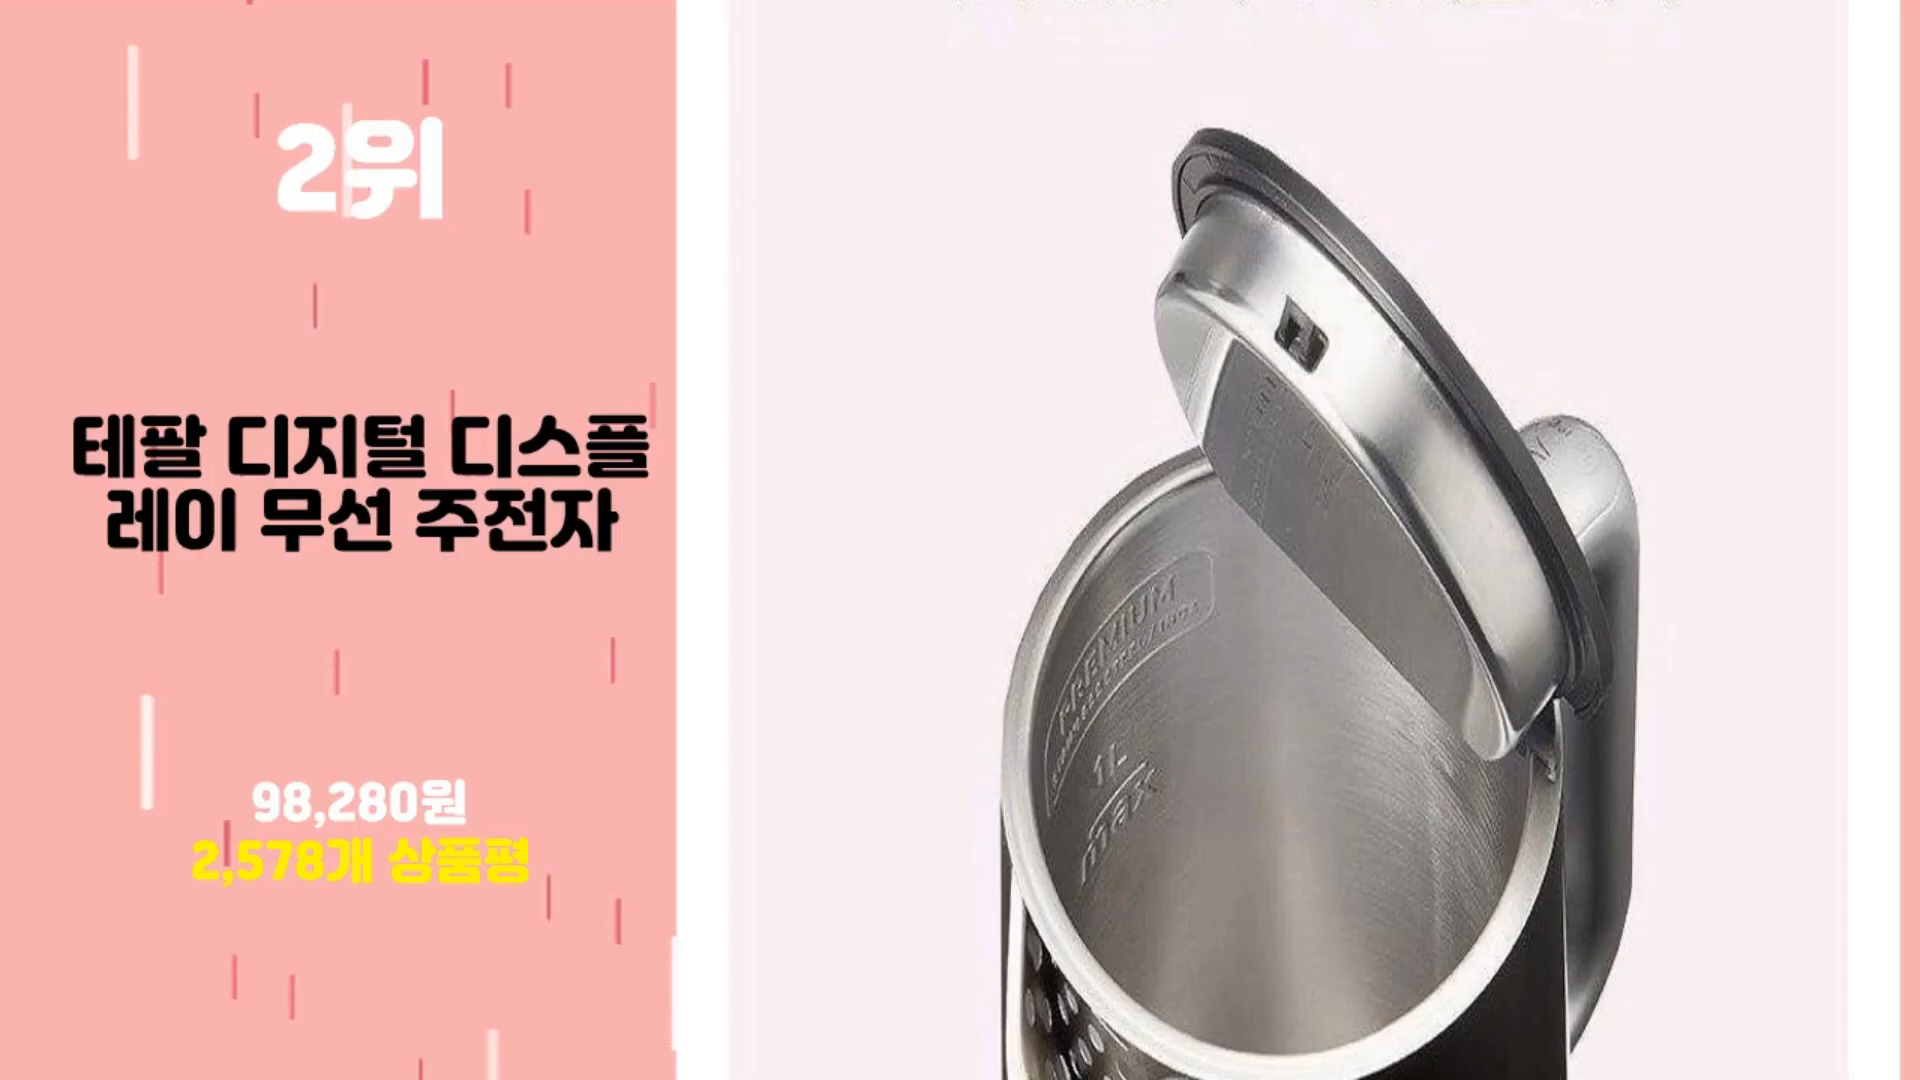 2위
테팔 디지털 디스플
레이 무선 주전자
98,280원
2,578개 상품평
PREMIUM
1L
max